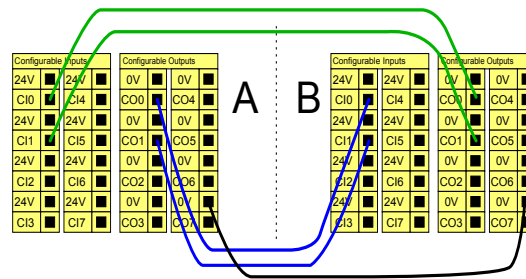 Configurable Inputs Configurable Outputs Configurable Inputs Configurable Outputs
24V 24V 0V 0V A B 24V 24V 0V 0V
CI0 CI4 CO0 CO4 CI0 CI4 CO0 CO4
24V 24V 0V 0V 24V 24V 0V 0V
CI1 CI5 CO1 CO5 CI1 CI5 CO1 CO5
24V 24V 0V 0V 24V 24V 0V 0V
CI2 CI6 CO2 CO6 CI2 CI6 CO2 CO6
24V 24V 0V 0V 24V 24V 0V 0V
CI3 CI7 CO3 CO7 CI3 CI7 CO3 CO7